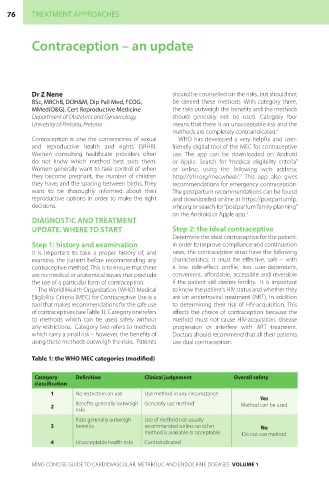 76 TREATMENT APPROACHES
Contraception – an update
Dr Z Nene
BSc, MBChB, DOH&M, Dip Pall Med, FCOG,
MMed(O&G), Cert Reproductive Medicine
Department of Obstetrics and Gynaecology,
University of Pretoria, Pretoria
Contraception is one the cornerstones of sexual
and reproductive health and rights (SRHR).
Women consulting healthcare providers often
do not know which method best suits them.
Women generally want to take control of when
they become pregnant, the number of children
they have, and the spacing between births. They
want to be thoroughly informed about their
reproductive options in order to make the right
decisions.
DIAGNOSTIC AND TREATMENT
UPDATE: WHERE TO START
Step 1: history and examination
It is important to take a proper history of, and
examine, the patient before recommending any
contraceptive method. This is to ensure that there
are no medical or anatomical issues that preclude
the use of a particular form of contraception.
The World Health Organization (WHO) Medical
Eligibility Criteria (MEC) for Contraceptive Use is a
tool that makes recommendations for the safe use
of contraceptives (see Table 1). Category one refers
to methods which can be used safely without
any restrictions. Category two refers to methods
which carry a small risk – however, the benefits of
using these methods outweigh the risks. Patients
should be counselled on the risks, but should not
be denied these methods. With category three,
the risks outweigh the benefits and the methods
should generally not be used. Category four
means that there is an unacceptable risk and the
methods are completely contraindicated.¹
WHO has developed a very helpful and user-
friendly digital tool of the MEC for contraceptive
use. The app can be downloaded on Android
or Apple. Search for "medical eligibility criteria"
or online, using the following web address;
This app also gives
recommendations for emergency contraception.
The postpartum recommendations can be found
and downloaded online at https://postpartumfp.
srhr.org or search for "postpartum family planning"
on the Android or Apple app.
Step 2: the ideal contraceptive
Determine the ideal contraceptive for the patient.
In order to improve compliance and continuation
rates, the contraceptive must have the following
characteristics: it must be effective, safe – with
a low side-effect profile, less user-dependent,
convenient, affordable, accessible and reversible
if the patient still desires fertility. It is important
to know the patient's HIV status and whether they
are on antiretroviral treatment (ART), in addition
to determining their risk of HIV-acquisition. This
affects the choice of contraception because the
method must not cause HIV-acquisition, disease
progression or interfere with ART treatment.
Doctors should recommend that all their patients
use dual contraception.
Table 1: the WHO MEC categories (modified)
Category classification Definition Clinical judgement Overall safety
1 No restriction on use Use method in any circumstance
Yes
Method can be used
2 Benefits generally outweigh risks Generally use method
3 Risks generally outweigh benefits Use of method not usually recommended unless no other method is available or acceptable
No
Do not use method
4 Unacceptable health risks Contraindicated
MIMS CONCISE GUIDE TO CARDIOVASCULAR, METABOLIC AND ENDOCRINE DISEASES VOLUME 1